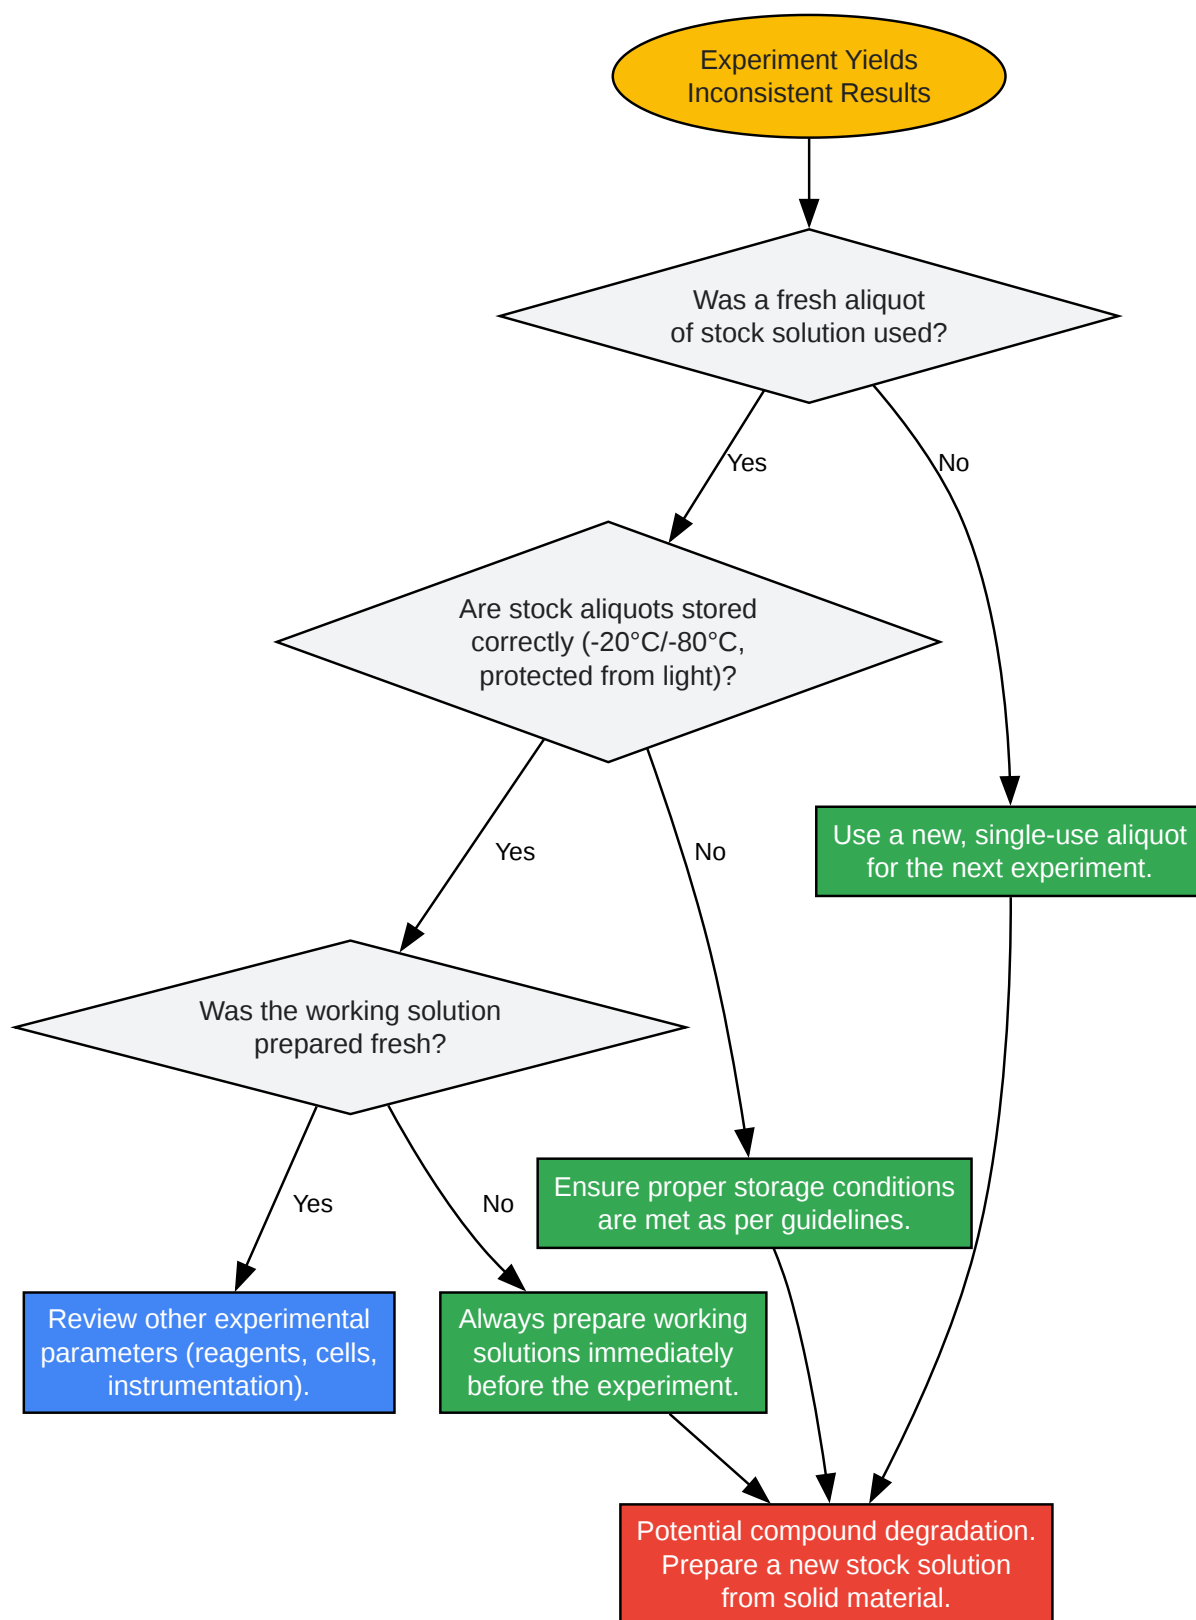 Experiment Yields
Inconsistent Results
Was a fresh aliquot
of stock solution used?
Yes
No
Are stock aliquots stored
correctly (-20°C/-80°C,
protected from light)?
Yes
No
Use a new, single-use aliquot
for the next experiment.
Was the working solution
prepared fresh?
Yes
No
Ensure proper storage conditions
are met as per guidelines.
Review other experimental
parameters (reagents, cells,
instrumentation).
Always prepare working
solutions immediately
before the experiment.
Potential compound degradation.
Prepare a new stock solution
from solid material.